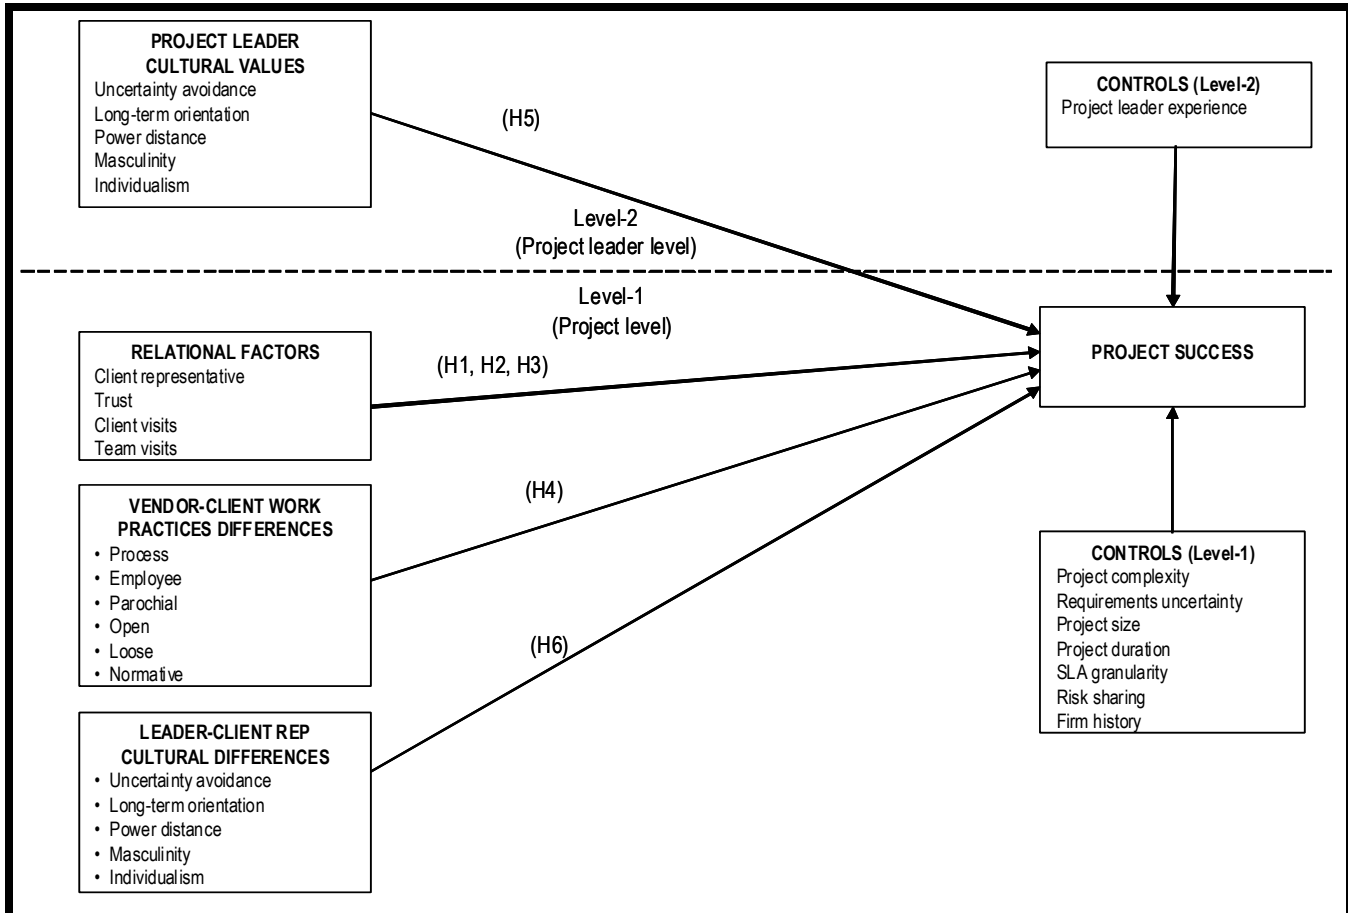 PROJECT LEADER
CULTURAL VALUES
Uncertainty avoidance
Long-term orientation
Power distance
Masculinity
Individualism
(H5)
CONTROLS (Level-2)
Project leader experience
Level-2
(Project leader level)
Level-1
(Project level)
RELATIONAL FACTORS
Client representative
Trust
Client visits
Team visits
(H1, H2, H3)
PROJECT SUCCESS
VENDOR-CLIENT WORK
PRACTICES DIFFERENCES
• Process
• Employee
• Parochial
• Open
• Loose
• Normative
(H4)
CONTROLS (Level-1)
Project complexity
Requirements uncertainty
Project size
Project duration
SLA granularity
Risk sharing
Firm history
(H6)
LEADER-CLIENT REP
CULTURAL DIFFERENCES
• Uncertainty avoidance
• Long-term orientation
• Power distance
• Masculinity
• Individualism